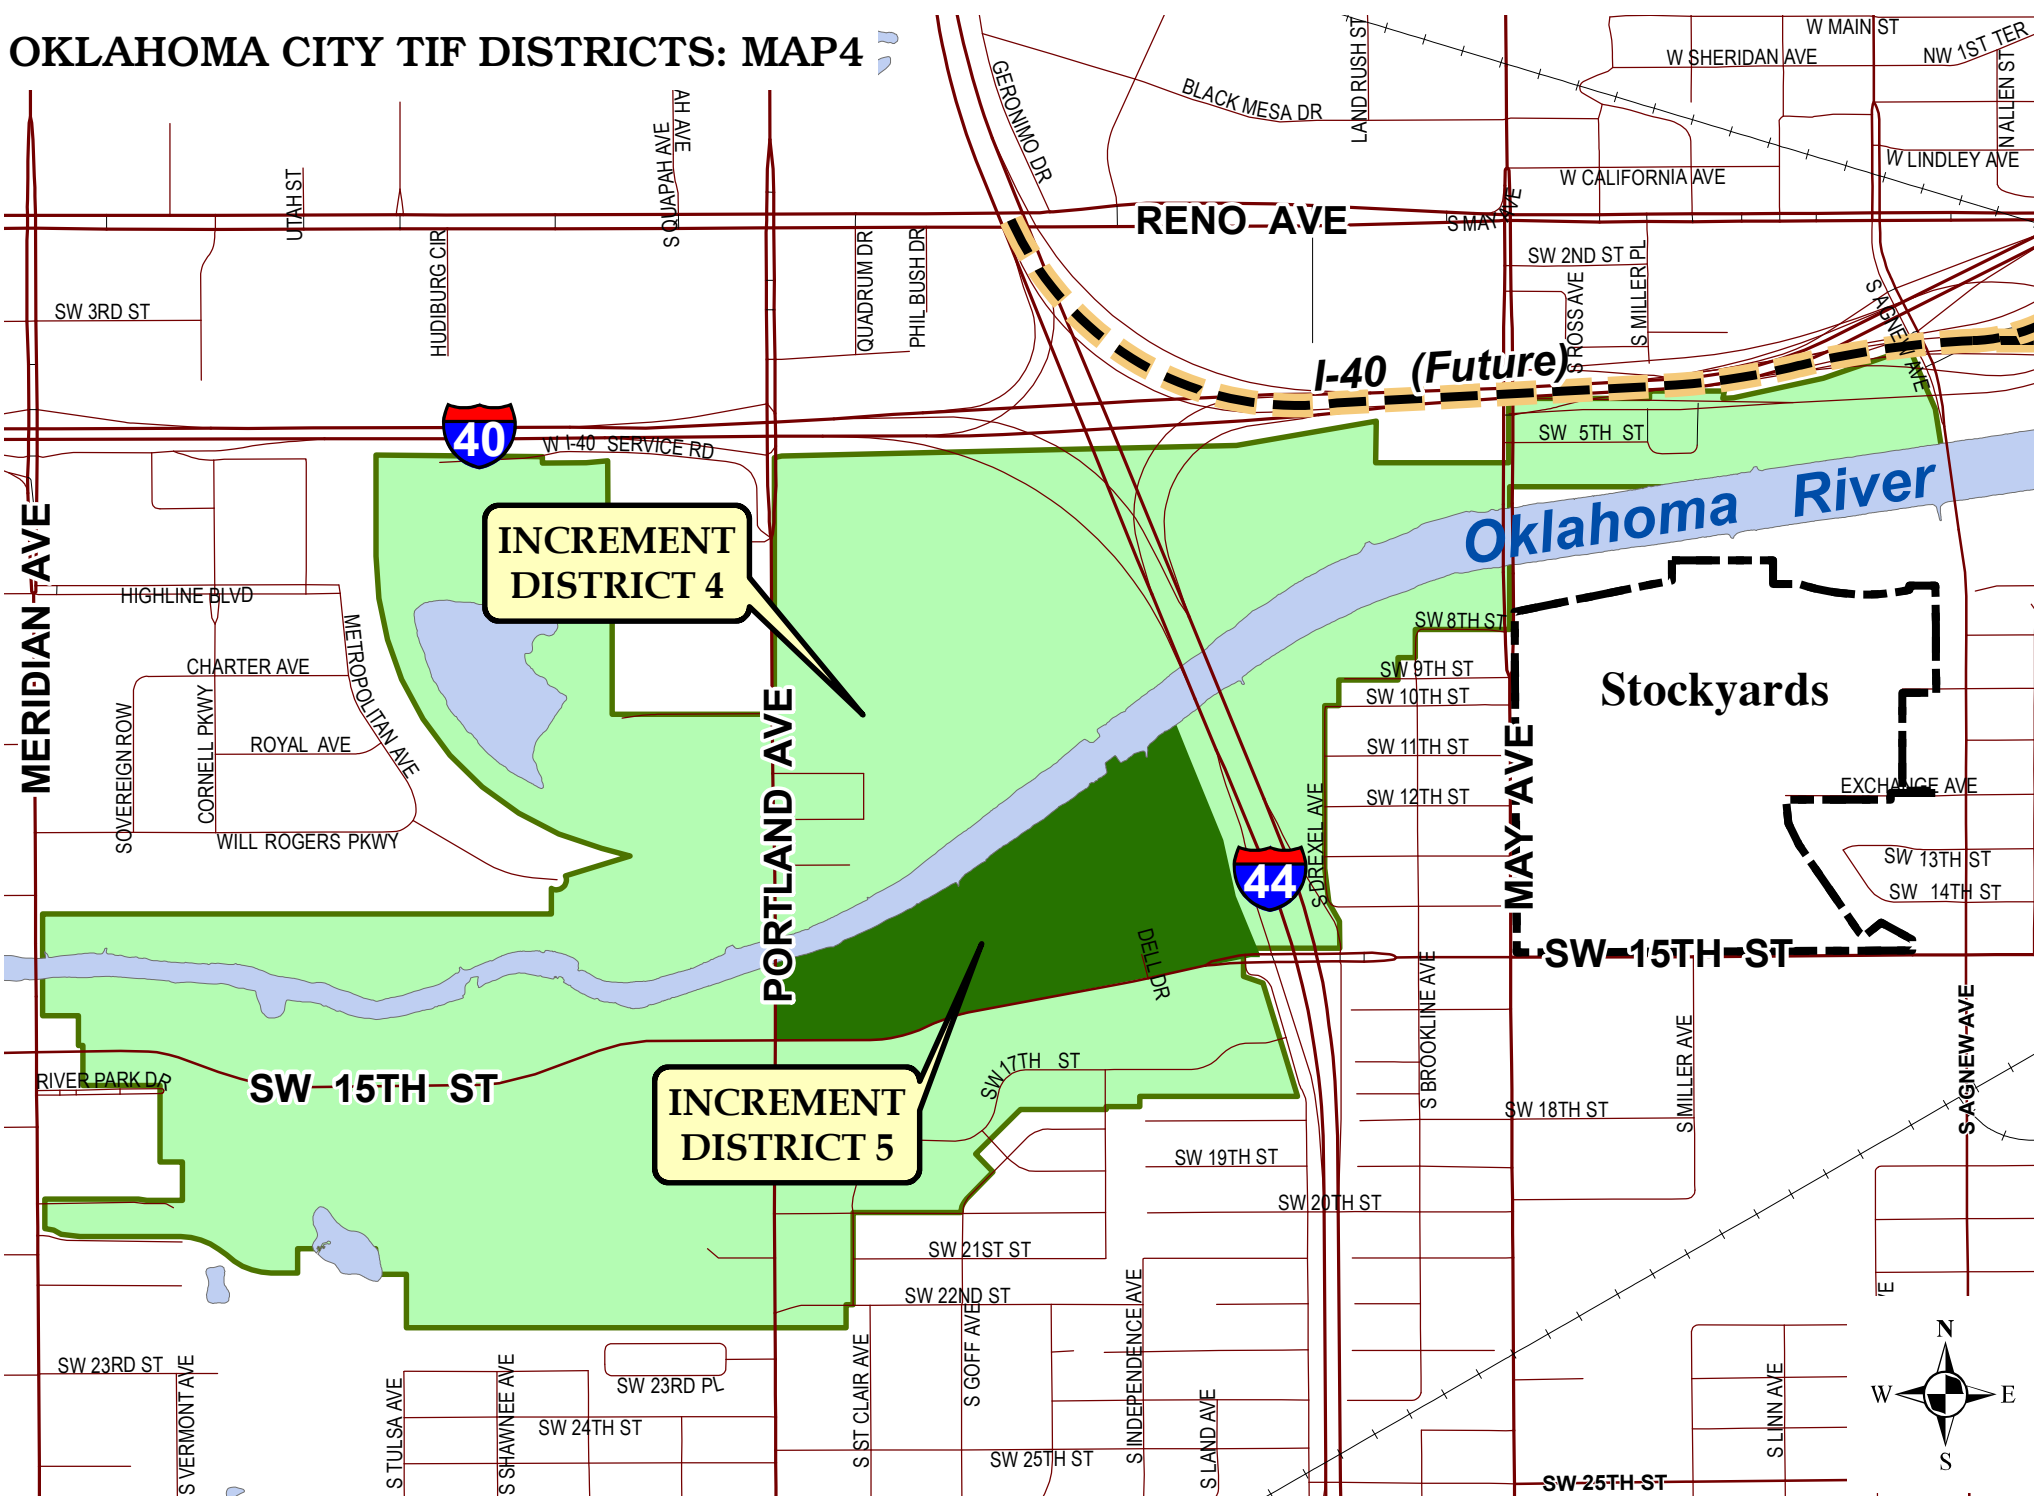 OKLAHOMA CITY TIF DISTRICTS: MAP4
W MAIN ST
W SHERIDAN AVE
NW 1ST TER
N ALLEN ST
LAND RUSH ST
GERONIMO DR
BLACK MESA DR
AH AVE
S QUAPAH AVE
UTAH ST
W LINDLEY AVE
W CALIFORNIA AVE
RENO AVE
S MAY AVE
HUDIBURG CIR
QUADRUM DR
PHIL BUSH DR
SW 2ND ST
S MILLER PL
S ROSS AVE
S AGNEW AVE
SW 3RD ST
I-40 (Future)
40
W I-40 SERVICE RD
SW 5TH ST
Oklahoma River
MERIDIAN AVE
INCREMENT
DISTRICT 4
HIGHLINE BLVD
METROPOLITAN AVE
CHARTER AVE
SOVEREIGN ROW
CORNELL PKWY
ROYAL AVE
WILL ROGERS PKWY
PORTLAND AVE
SW 8TH ST
SW 9TH ST
SW 10TH ST
SW 11TH ST
SW 12TH ST
S DREXEL AVE
MAY AVE
Stockyards
EXCHANGE AVE
SW 13TH ST
SW 14TH ST
44
DELL DR
SW 15TH ST
S BROOKLINE AVE
S AGNEW AVE
S MILLER AVE
RIVER PARK DR
SW 15TH ST
INCREMENT
DISTRICT 5
SW 17TH ST
SW 18TH ST
SW 19TH ST
SW 20TH ST
SW 21ST ST
SW 22ND ST
S ST CLAIR AVE
S GOFF AVE
S INDEPENDENCE AVE
S LAND AVE
SW 23RD ST
S VERMONT AVE
S TULSA AVE
S SHAWNEE AVE
SW 23RD PL
SW 24TH ST
SW 25TH ST
SW 25TH ST
S LINN AVE
E
N
W
E
S